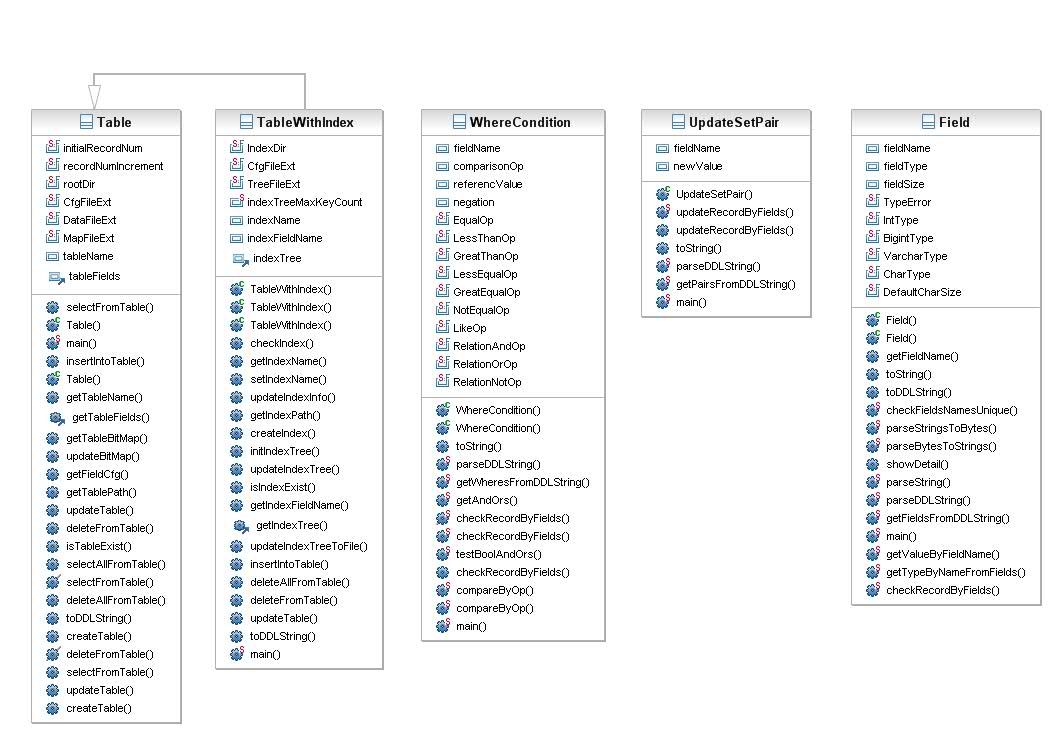 Table
initialRecordNum
recordNumIncrement
rootDir
CfgFileExt
DataFileExt
MapFileExt
tableName
tableFields
selectFromTable()
Table()
main()
insertIntoTable()
Table()
getTableName()
getTableFields()
getTableBitMap()
updateBitMap()
getFieldCfg()
getTablePath()
updateTable()
deleteFromTable()
isTableExist()
selectAllFromTable()
selectFromTable()
deleteAllFromTable()
toDDLString()
createTable()
deleteFromTable()
selectFromTable()
updateTable()
createTable()
TableWithIndex
IndexDir
CfgFileExt
TreeFileExt
indexTreeMaxKeyCount
indexName
indexFieldName
indexTree
TableWithIndex()
TableWithIndex()
TableWithIndex()
checkIndex()
getIndexName()
setIndexName()
updateIndexInfo()
getIndexPath()
createIndex()
initIndexTree()
updateIndexTree()
isIndexExist()
getIndexFieldName()
getIndexTree()
updateIndexTreeToFile()
insertIntoTable()
deleteAllFromTable()
deleteFromTable()
updateTable()
toDDLString()
main()
WhereCondition
fieldName
comparisonOp
referencValue
negation
EqualOp
LessThanOp
GreatThanOp
LessEqualOp
GreatEqualOp
NotEqualOp
LikeOp
RelationAndOp
RelationOrOp
RelationNotOp
WhereCondition()
WhereCondition()
toString()
parseDDLString()
getWheresFromDDLString()
getAndOrs()
checkRecordByFields()
checkRecordByFields()
testBoolAndOrs()
checkRecordByFields()
compareByOp()
compareByOp()
main()
UpdateSetPair
fieldName
newValue
UpdateSetPair()
updateRecordByFields()
updateRecordByFields()
toString()
parseDDLString()
getPairsFromDDLString()
main()
Field
fieldName
fieldType
fieldSize
TypeError
IntType
BigintType
VarcharType
CharType
DefaultCharSize
Field()
Field()
getFieldName()
toString()
toDDLString()
checkFieldsNamesUnique()
parseStringsToBytes()
parseBytesToStrings()
showDetail()
parseString()
parseDDLString()
getFieldsFromDDLString()
main()
getValueByFieldName()
getTypeByNameFromFields()
checkRecordByFields()